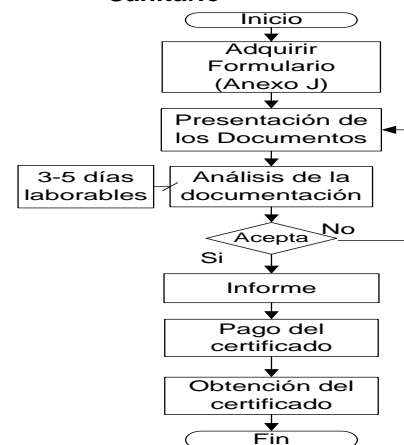 Sanitario
Inicio
Adquirir
Formulario
(Anexo J)
Presentación de
los Documentos
3-5 días
laborables
Análisis de la
documentación
Acepta
No
Si
Informe
Pago del
certificado
Obtención del
certificado
Fin